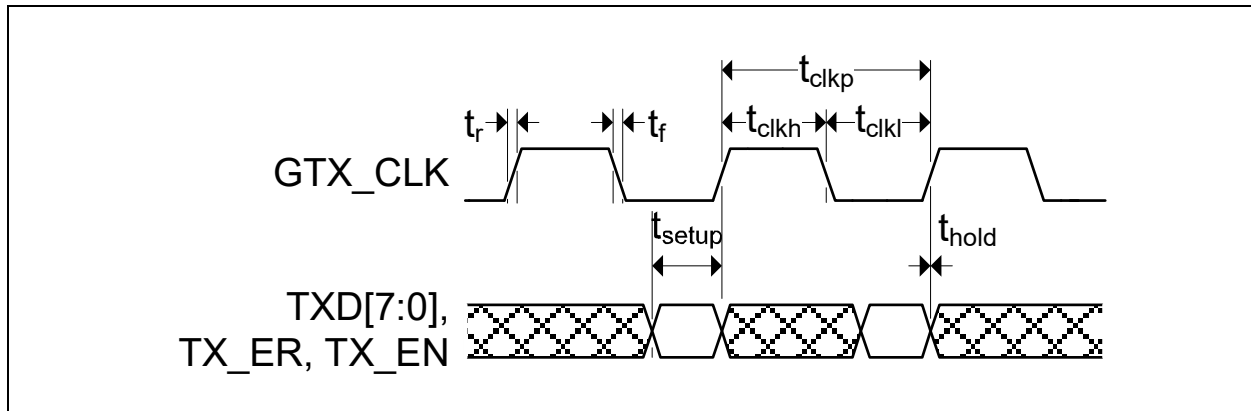 t_clkp
t_r t_f t_clkh t_clkl
GTX_CLK
t_setup t_hold
TXD[7:0],
TX_ER, TX_EN